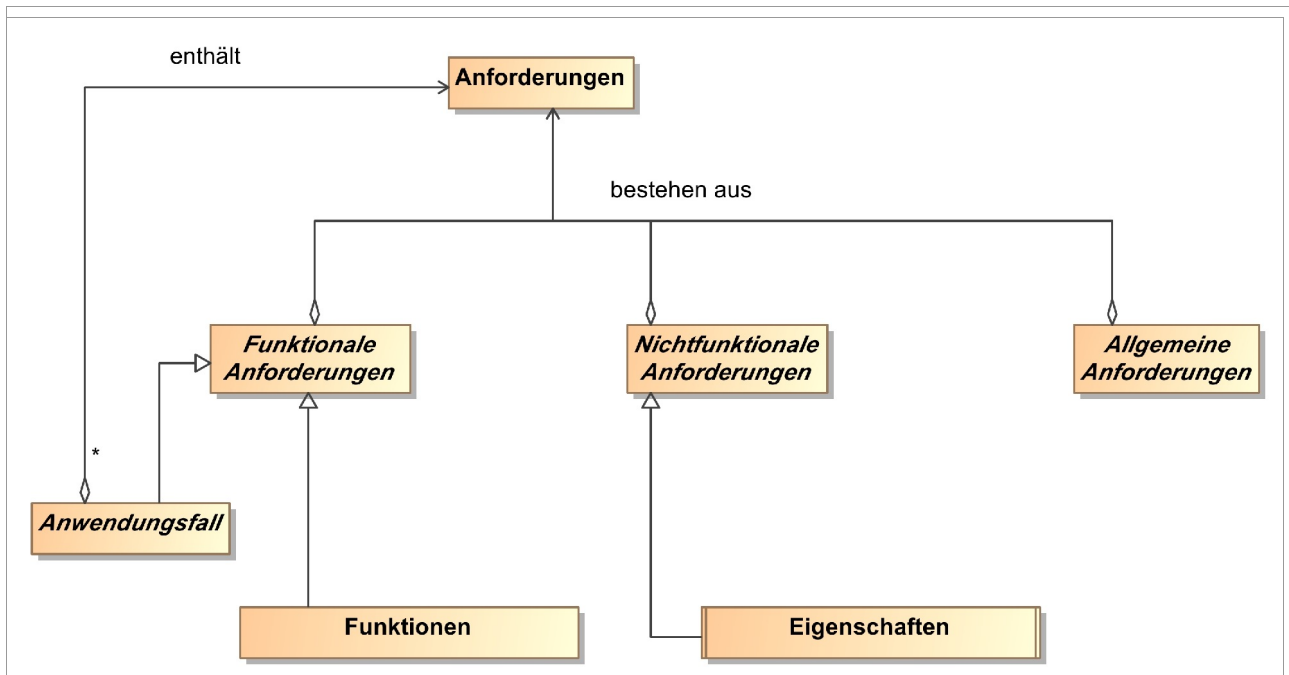 enthält
Anforderungen
bestehen aus
Funktionale
Anforderungen
Nichtfunktionale
Anforderungen
Allgemeine
Anforderungen
*
Anwendungsfall
Funktionen
Eigenschaften